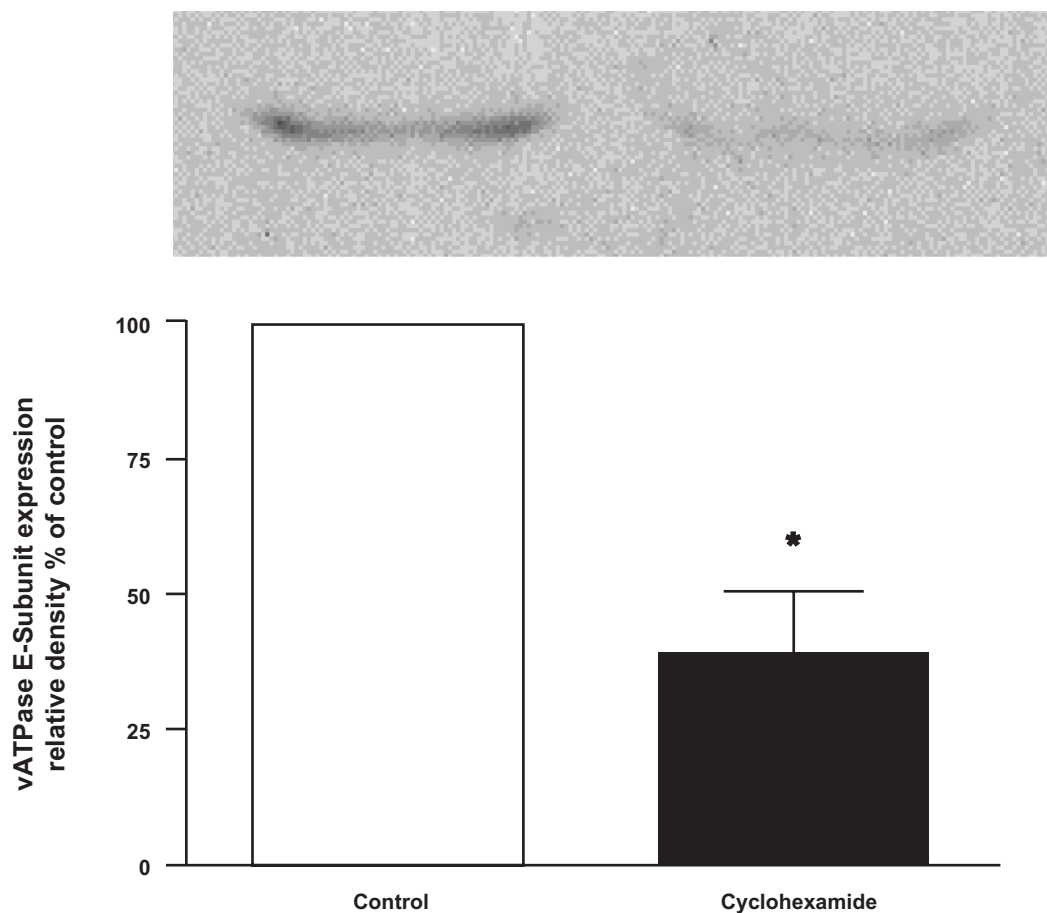 100
75
50
25
0
vATPase E-Subunit expression
relative density % of control
*
Control
Cyclohexamide